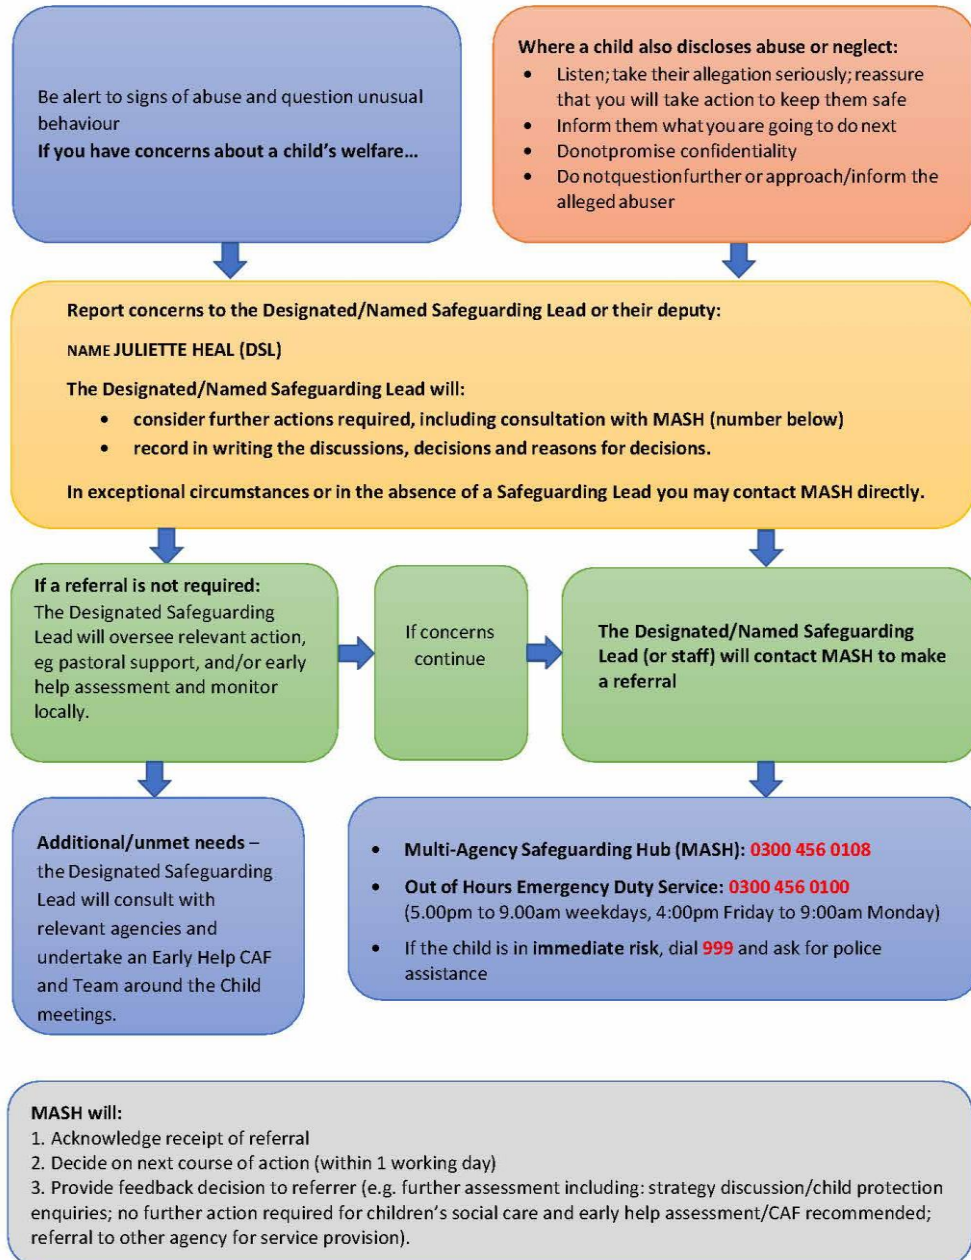 Be alert to signs of abuse and question unusual
behaviour
If you have concerns about a child's welfare…
Where a child also discloses abuse or neglect:
• Listen; take their allegation seriously; reassure
that you will take action to keep them safe
• Inform them what you are going to do next
• Donotpromise confidentiality
• Do notquestionfurther or approach/inform the
alleged abuser
Report concerns to the Designated/Named Safeguarding Lead or their deputy:
NAME JULIETTE HEAL (DSL)
The Designated/Named Safeguarding Lead will:
• consider further actions required, including consultation with MASH (number below)
• record in writing the discussions, decisions and reasons for decisions.
In exceptional circumstances or in the absence of a Safeguarding Lead you may contact MASH directly.
If a referral is not required:
The Designated Safeguarding
Lead will oversee relevant action,
eg pastoral support, and/or early
help assessment and monitor
locally.
If concerns
continue
The Designated/Named Safeguarding
Lead (or staff) will contact MASH to make
a referral
Additional/unmet needs –
the Designated Safeguarding
Lead will consult with
relevant agencies and
undertake an Early Help CAF
and Team around the Child
meetings.
• Multi-Agency Safeguarding Hub (MASH): 0300 456 0108
• Out of Hours Emergency Duty Service: 0300 456 0100
(5.00pm to 9.00am weekdays, 4:00pm Friday to 9:00am Monday)
• If the child is in immediate risk, dial 999 and ask for police
assistance
MASH will:
1. Acknowledge receipt of referral
2. Decide on next course of action (within 1 working day)
3. Provide feedback decision to referrer (e.g. further assessment including: strategy discussion/child protection
enquiries; no further action required for children's social care and early help assessment/CAF recommended;
referral to other agency for service provision).